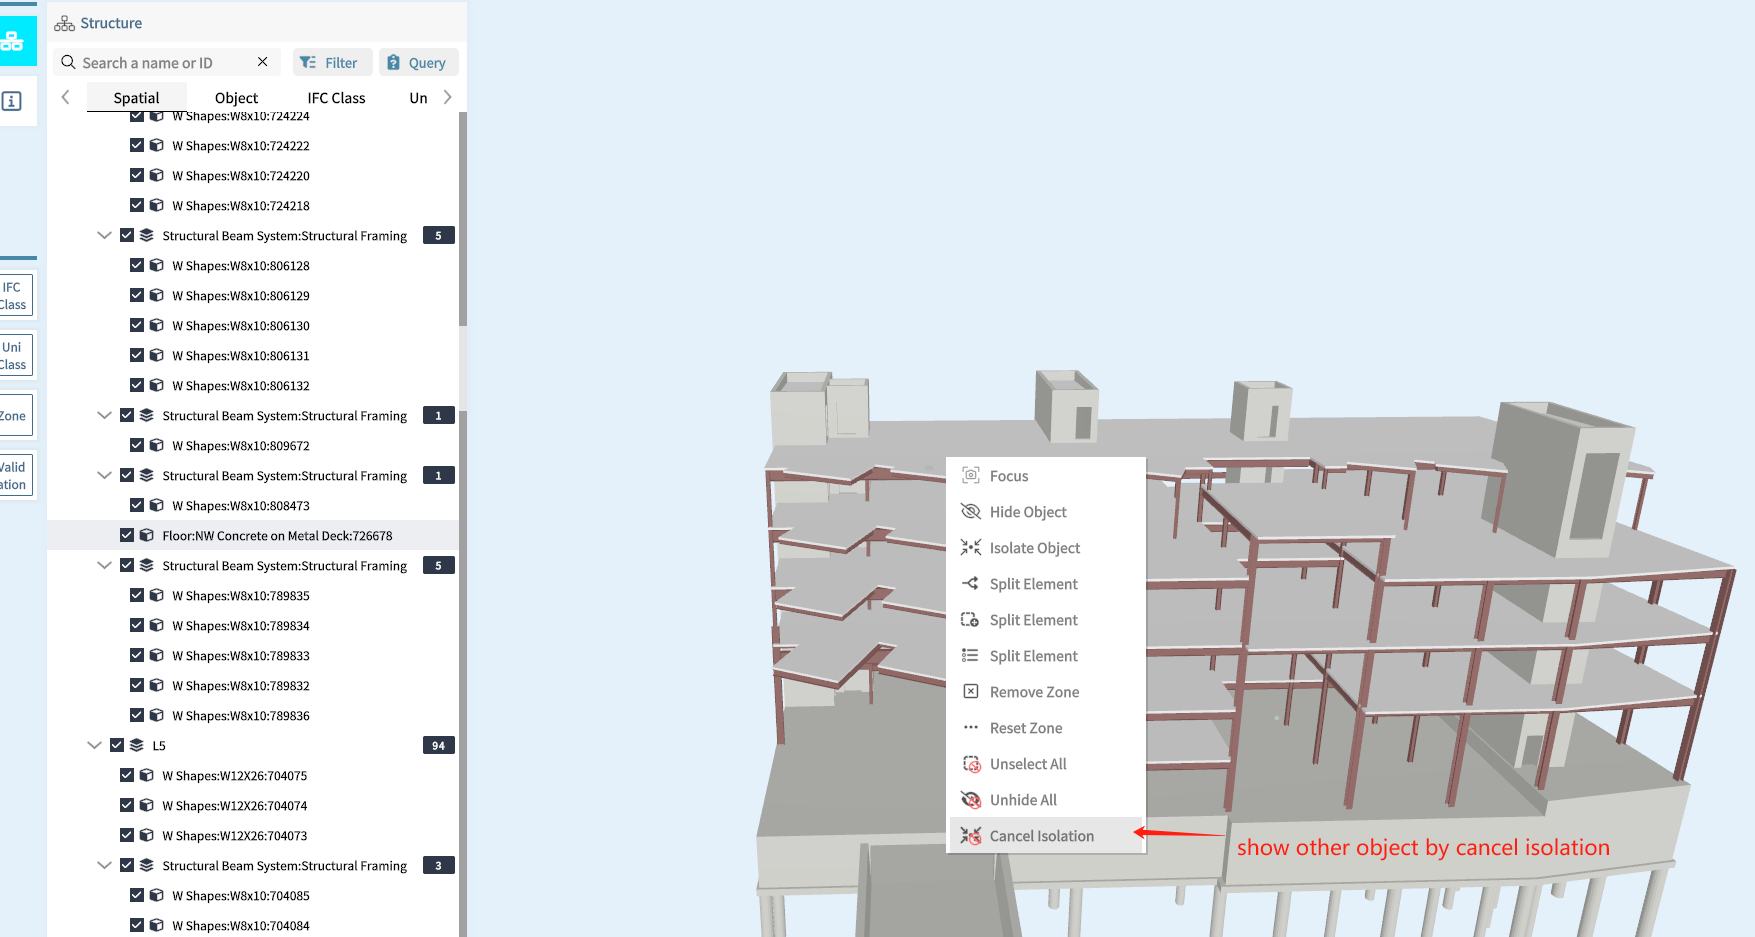 Structure
Search a name or ID
Filter
Query
Spatial
Object
IFC Class
Un
W Shapes:W8x10:724224
W Shapes:W8x10:724222
W Shapes:W8x10:724220
W Shapes:W8x10:724218
Structural Beam System:Structural Framing 5
W Shapes:W8x10:806128
W Shapes:W8x10:806129
W Shapes:W8x10:806130
W Shapes:W8x10:806131
W Shapes:W8x10:806132
Structural Beam System:Structural Framing 1
W Shapes:W8x10:809672
Structural Beam System:Structural Framing 1
W Shapes:W8x10:808473
Floor:NW Concrete on Metal Deck:726678
Structural Beam System:Structural Framing 5
W Shapes:W8x10:789835
W Shapes:W8x10:789834
W Shapes:W8x10:789833
W Shapes:W8x10:789832
W Shapes:W8x10:789836
L5 94
W Shapes:W12X26:704075
W Shapes:W12X26:704074
W Shapes:W12X26:704073
Structural Beam System:Structural Framing 3
W Shapes:W8x10:704085
W Shapes:W8x10:704084
IFC
Class
Uni
Class
Zone
Valid
ation
Focus
Hide Object
Isolate Object
Split Element
Split Element
Split Element
Remove Zone
Reset Zone
Unselect All
Unhide All
Cancel Isolation
show other object by cancel isolation